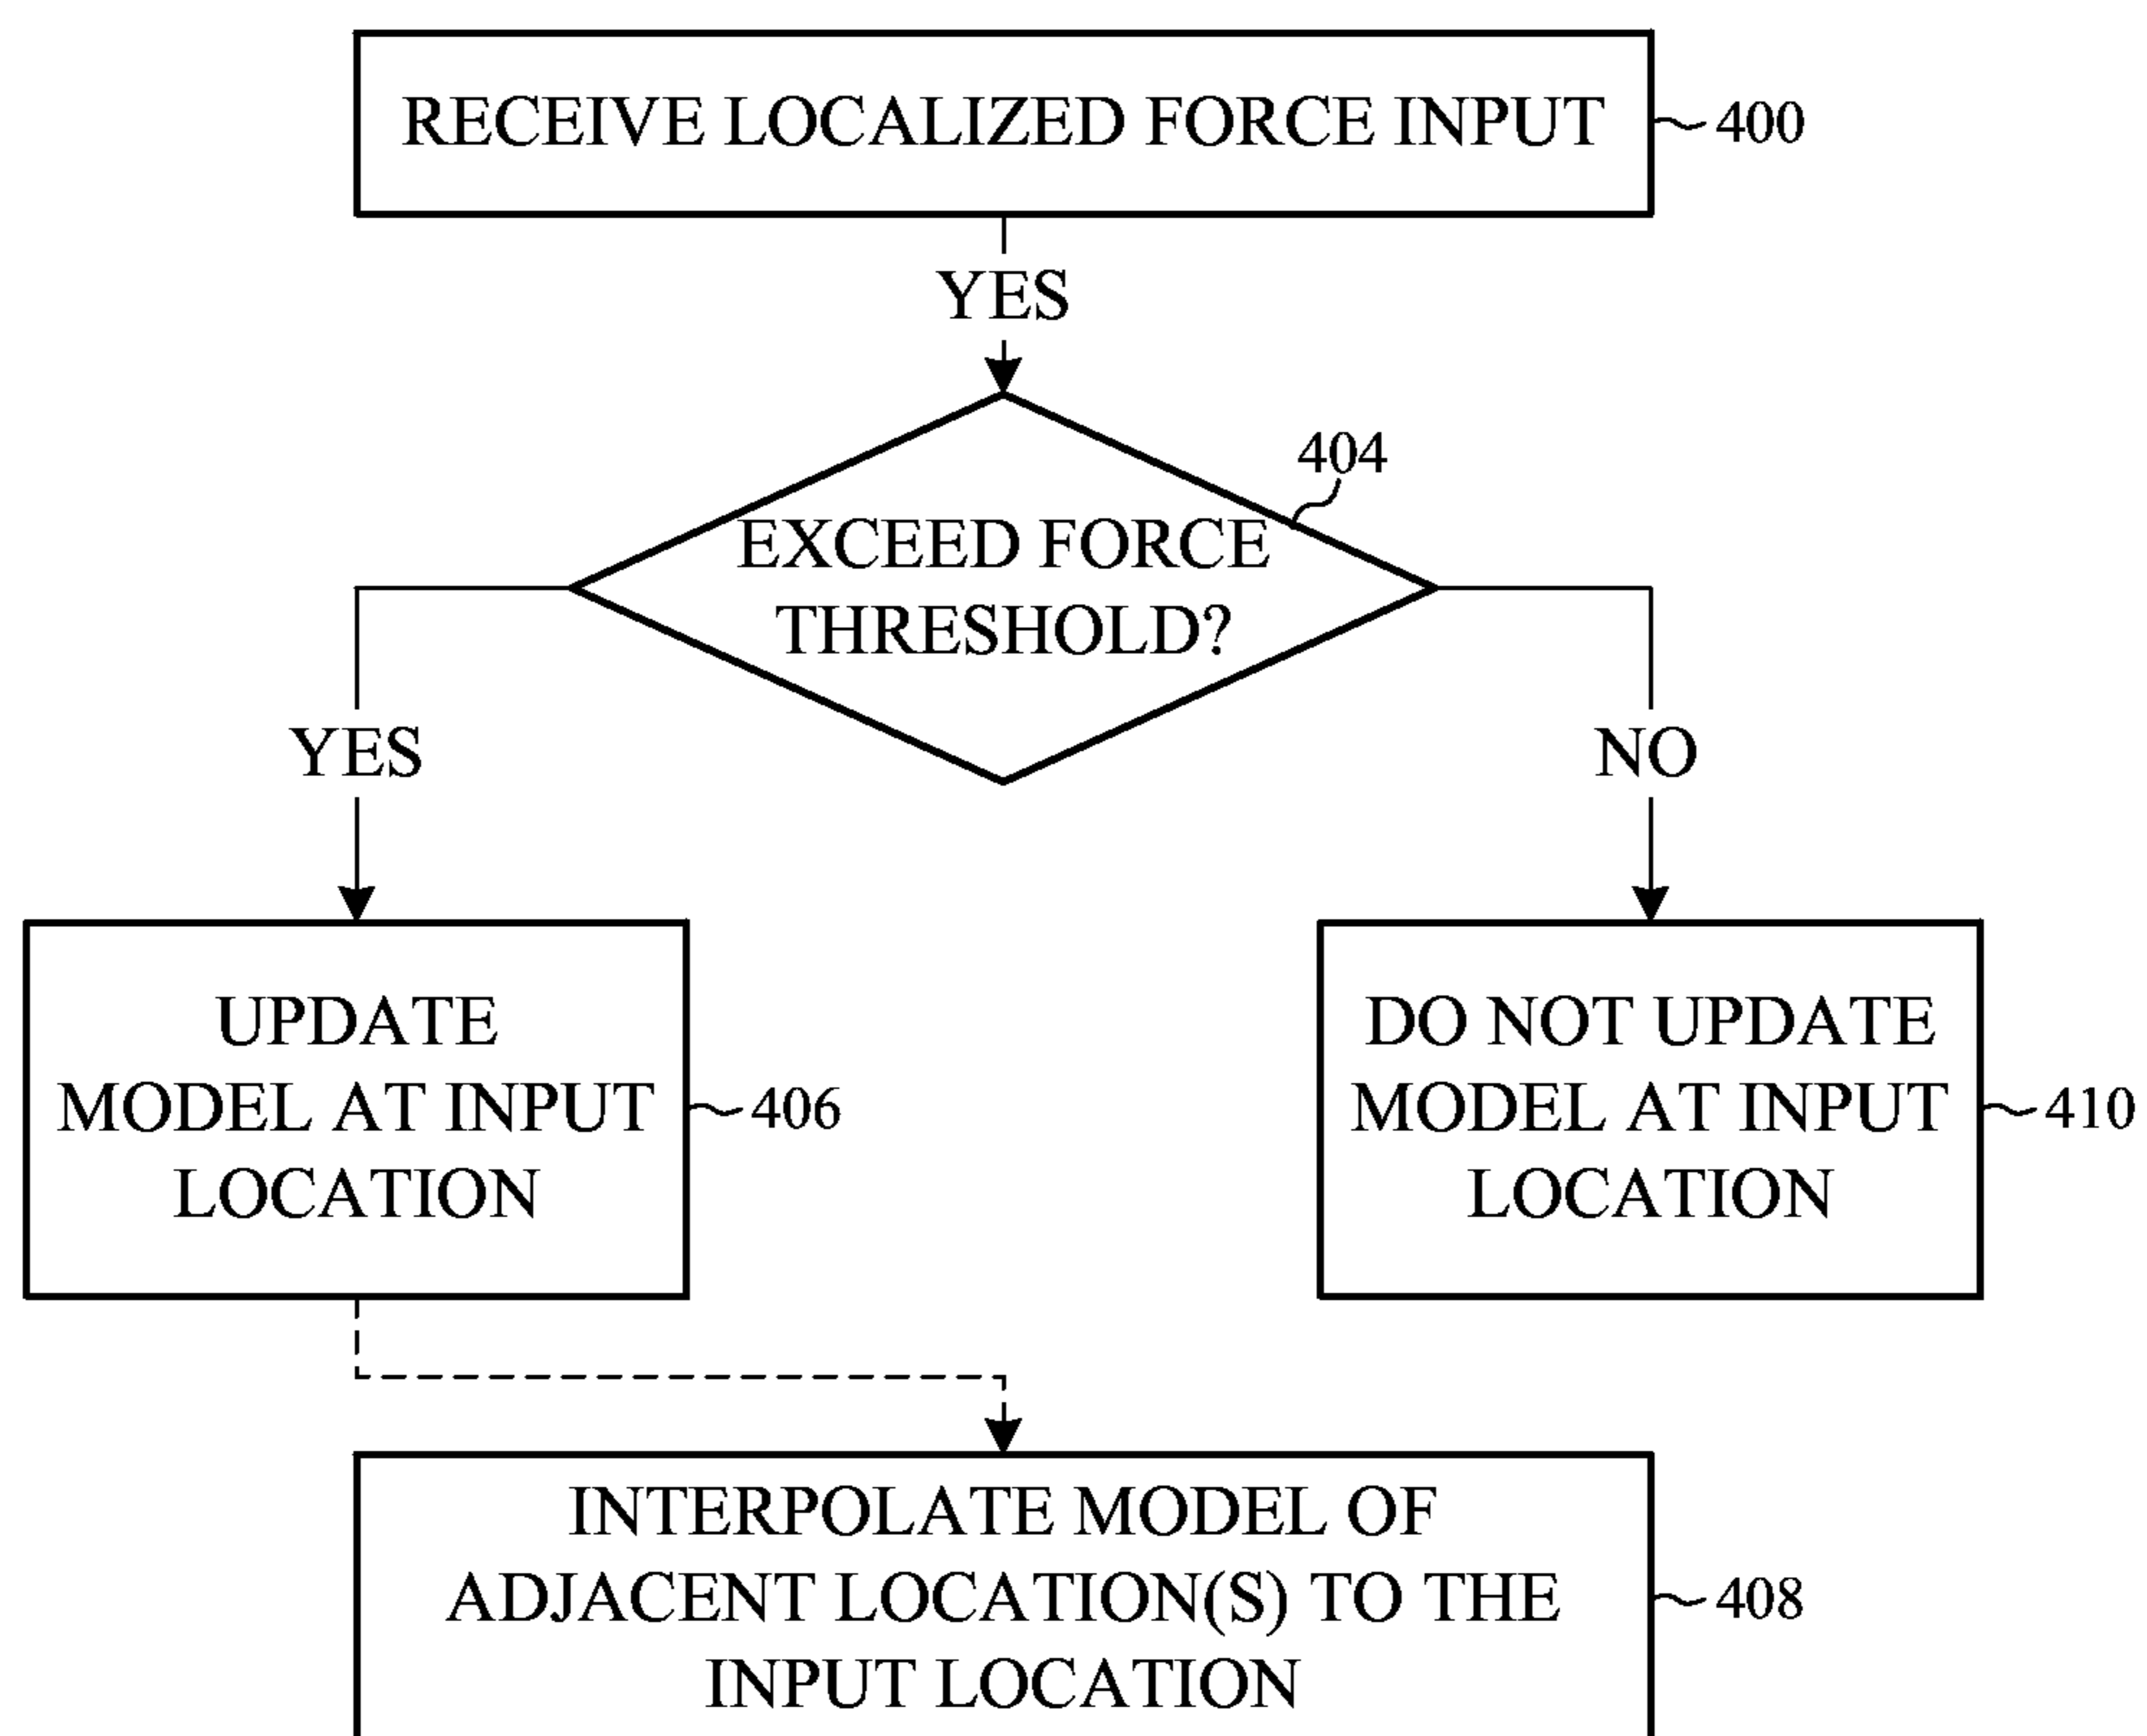 RECEIVE LOCALIZED FORCE INPUT
400
YES
404
EXCEED FORCE
THRESHOLD?
YES
NO
UPDATE
MODEL AT INPUT
LOCATION
406
DO NOT UPDATE
MODEL AT INPUT
LOCATION
410
INTERPOLATE MODEL OF
ADJACENT LOCATION(S) TO THE
INPUT LOCATION
408